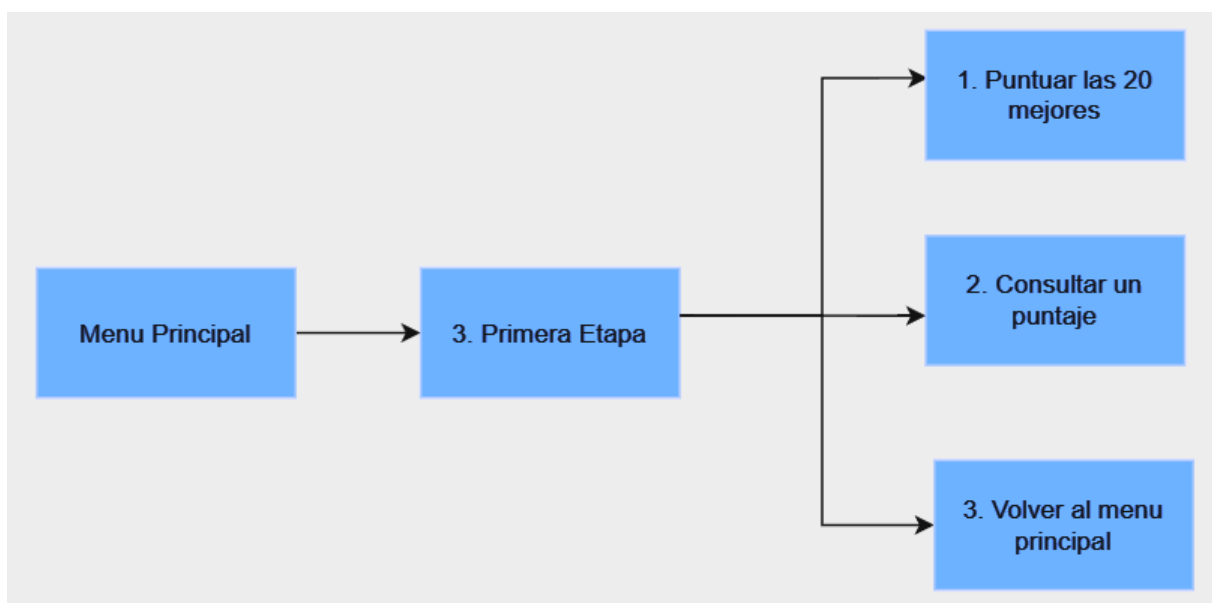 Menu Principal
3. Primera Etapa
1. Puntuar las 20
mejores
2. Consultar un
puntaje
3. Volver al menu
principal